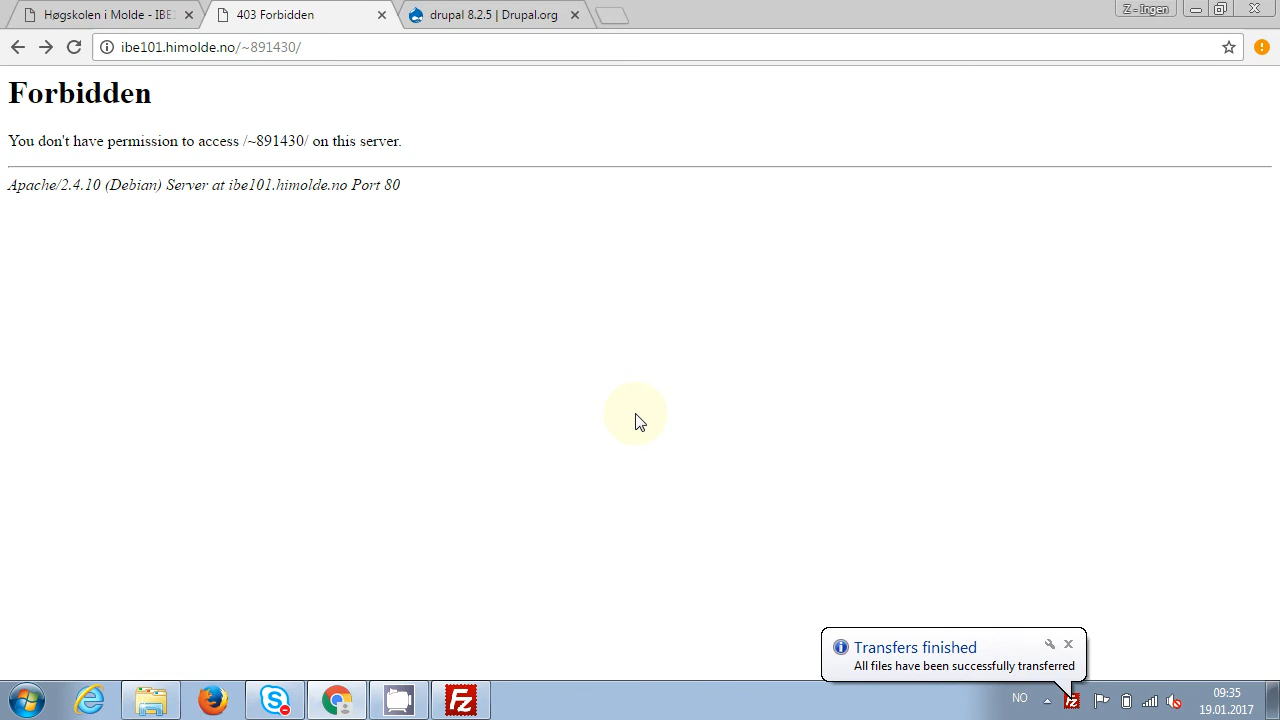 Høgskolen i Molde - IBE1
403 Forbidden
drupal 8.2.5 | Drupal.org
Z - Ingen
ibe101.himolde.no/~891430/
Forbidden
You don't have permission to access /~891430/ on this server.
Apache/2.4.10 (Debian) Server at ibe101.himolde.no Port 80
Transfers finished
All files have been successfully transferred
NO
09:35
19.01.2017